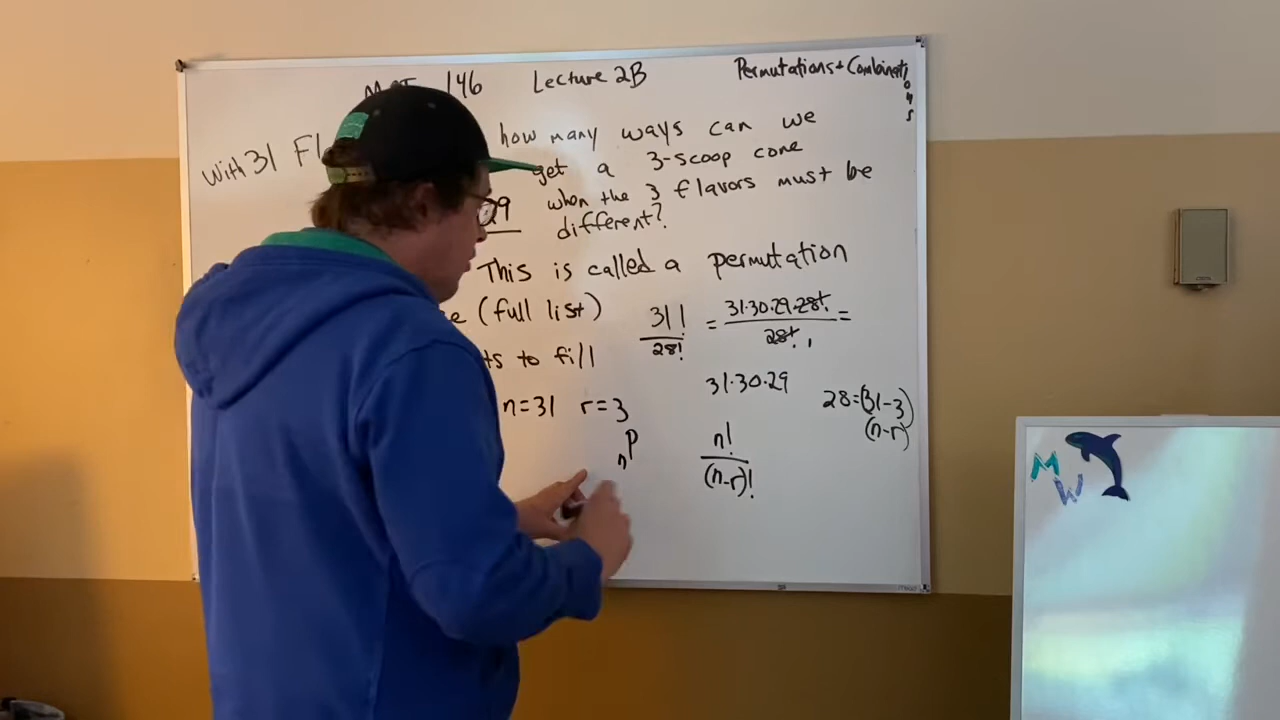 146 Lecture 2B Permutations + Combinations
With 31 how many ways can we
get a 3-scoop cone
29 when the 3 flavors must be
different?
This is called a permutation
(full list) 31!/28! = 31·30·29·28!/28! =
to fill
31·30·29
n=31 r=3 28=(31-3)
(n-r)
nP n!/(n-r)!
M
W